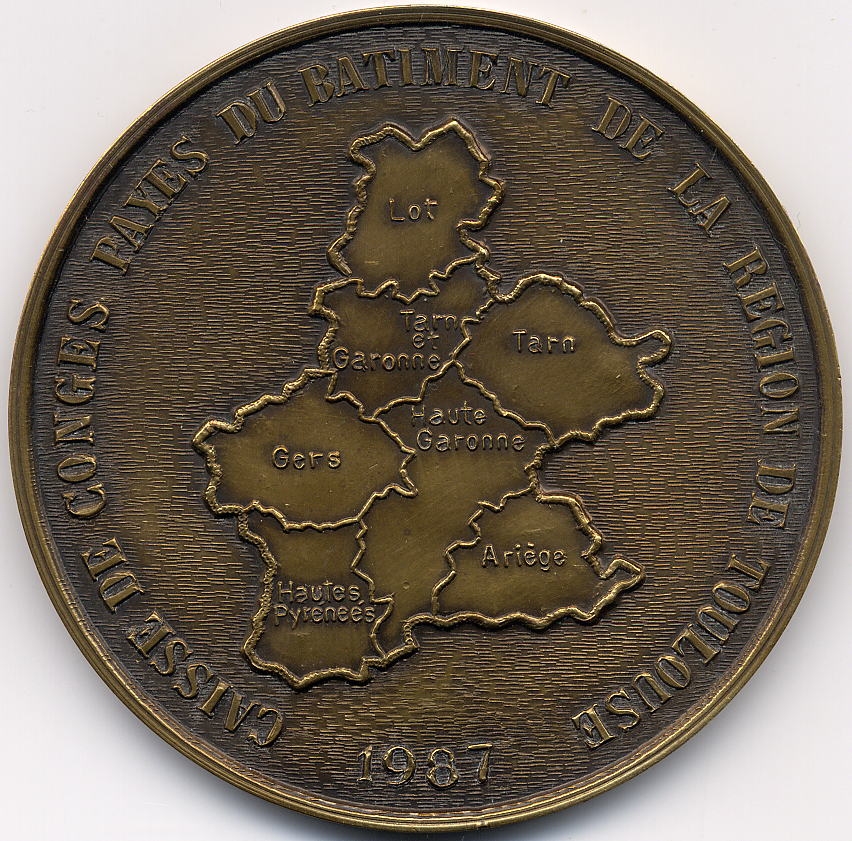 CAISSE DE CONGES PAYES DU BATIMENT DE LA REGION DE TOULOUSE
Lot
Tarn
et
Garonne
Tarn
Haute
Garonne
Gers
Ariège
Hautes
Pyrenees
1987